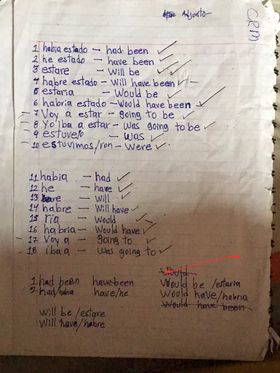 Agosto
CRM
1 habia estado - had been ✓
2 he estado - have been ✓
3 estare - Will be ✓
4 habre estado - Will have been ✓
5 estaria - Would be ✓
6 habria estado - Would have been ✓
7 Voy a estar - going to be ✓
8 Yo iba a estar - Was going to be ✓
9 estuve/o - Was ✓
10 estuvimos/ron - Were ✓
11 habia - had ✓
12 he - have ✓
13 - Will ✓
14 habre - Will have ✓
15 ria - Would ✓
16 habria - Would have ✓
17 Voy a - going to ✓
18 iba a - Was going to ✓
1 had been have been
2 had/habia have/he
Will be /estare
Will have/habre
Would
Would be /estaria
Would have/habria
Would have been